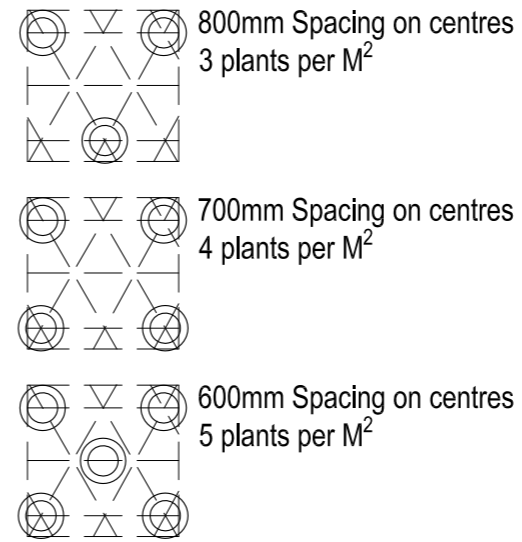 800mm Spacing on centres
3 plants per M²
700mm Spacing on centres
4 plants per M²
600mm Spacing on centres
5 plants per M²